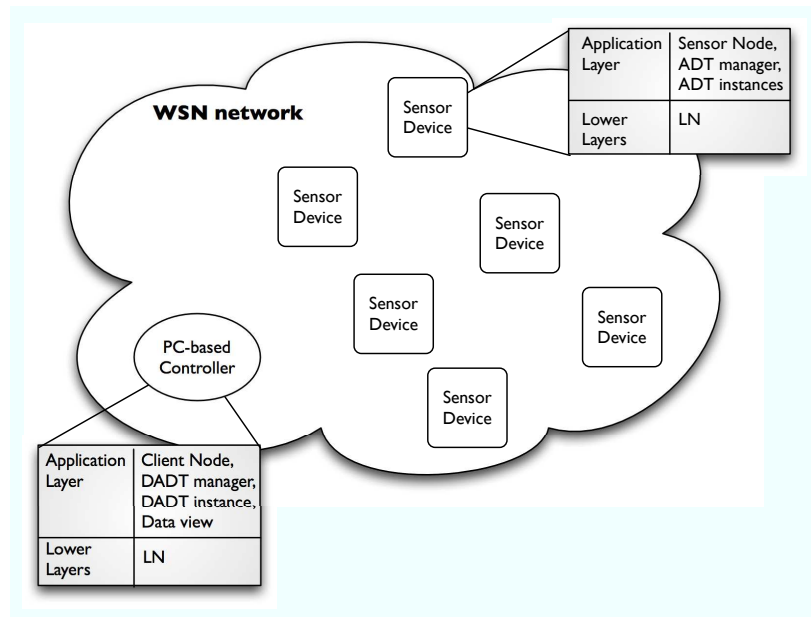 WSN network
Sensor
Device
Application
Layer
Sensor Node,
ADT manager,
ADT instances
Lower
Layers
LN
Sensor
Device
Sensor
Device
Sensor
Device
Sensor
Device
PC-based
Controller
Sensor
Device
Application
Layer
Client Node,
DADT manager,
DADT instance,
Data view
Lower
Layers
LN